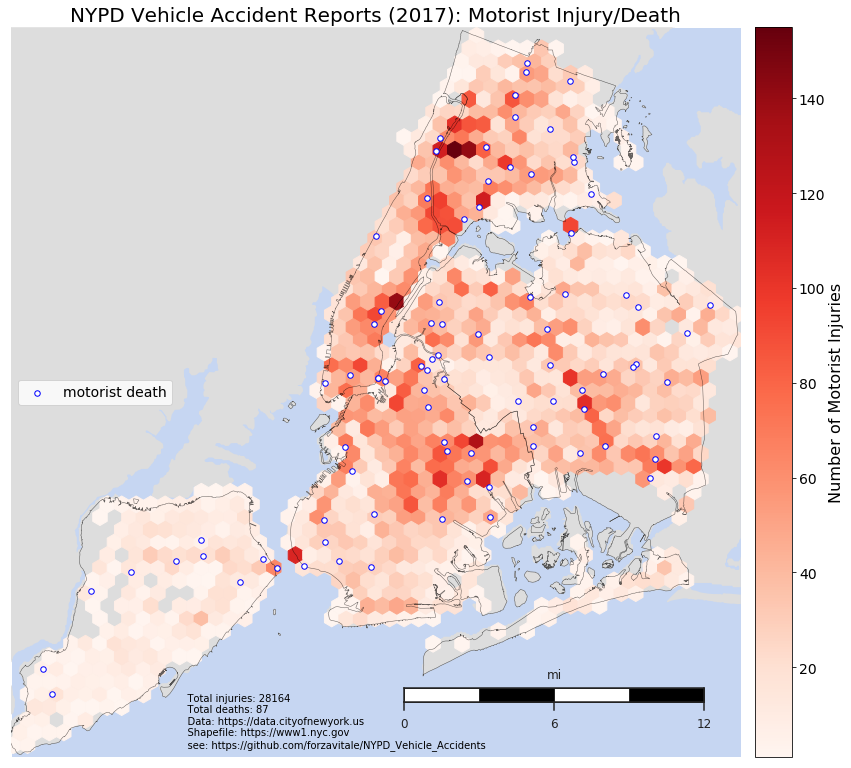 NYPD Vehicle Accident Reports (2017): Motorist Injury/Death
motorist death
140
120
100
80
60
40
20
Number of Motorist Injuries
mi
0 6 12
Total injuries: 28164
Total deaths: 87
Data: https://data.cityofnewyork.us
Shapefile: https://www1.nyc.gov
see: https://github.com/forzavitale/NYPD_Vehicle_Accidents